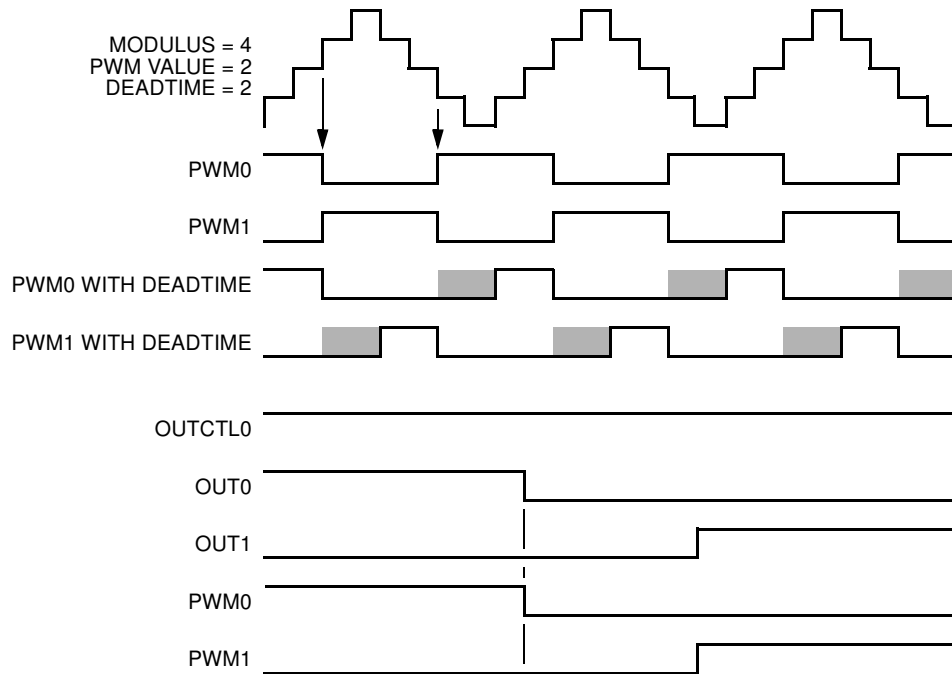 MODULUS = 4
PWM VALUE = 2
DEADTIME = 2
PWM0
PWM1
PWM0 WITH DEADTIME
PWM1 WITH DEADTIME
OUTCTL0
OUT0
OUT1
PWM0
PWM1